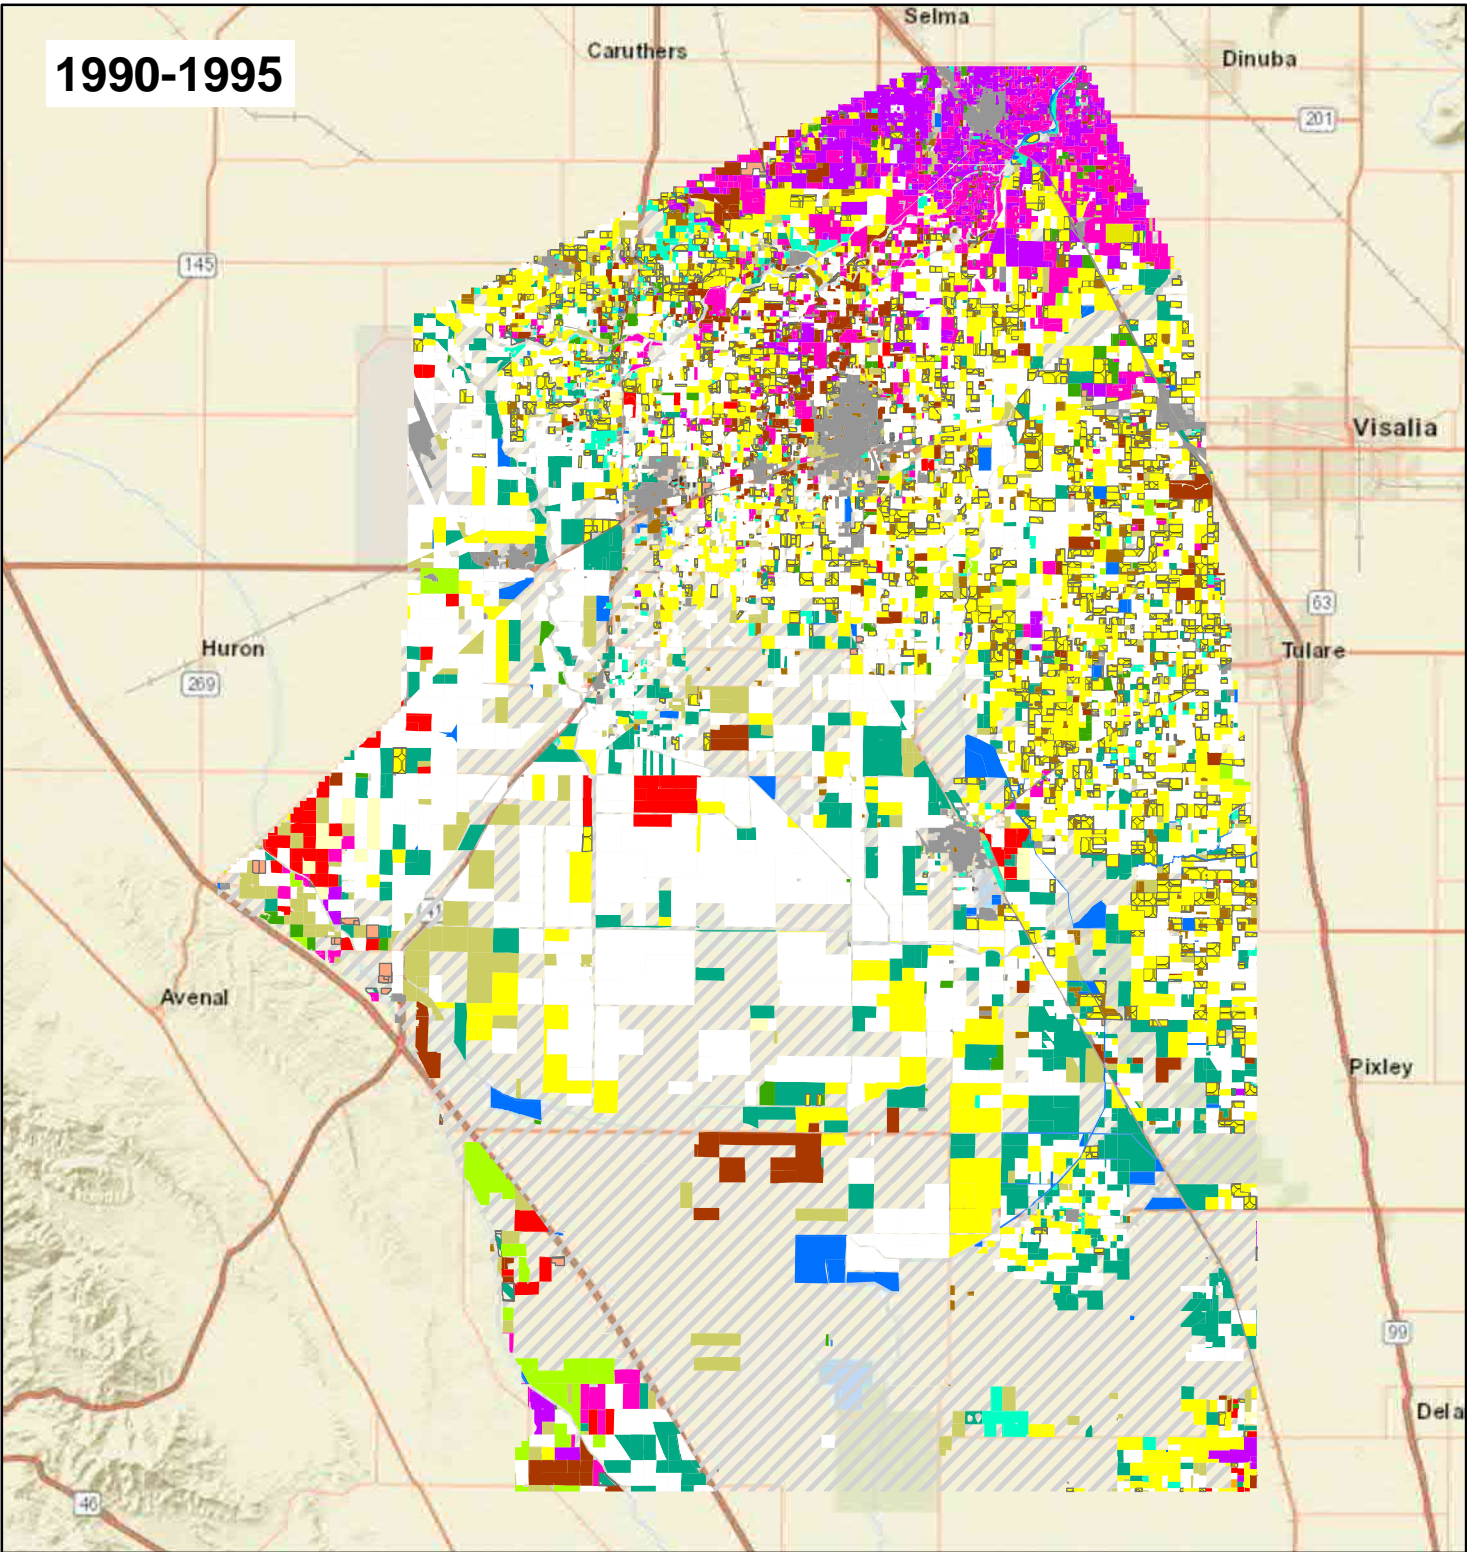 Selma
Caruthers
Dinuba
1990-1995
201
145
Visalia
63
Huron
Tulare
269
41
Avenal
Pixley
99
Dela
46